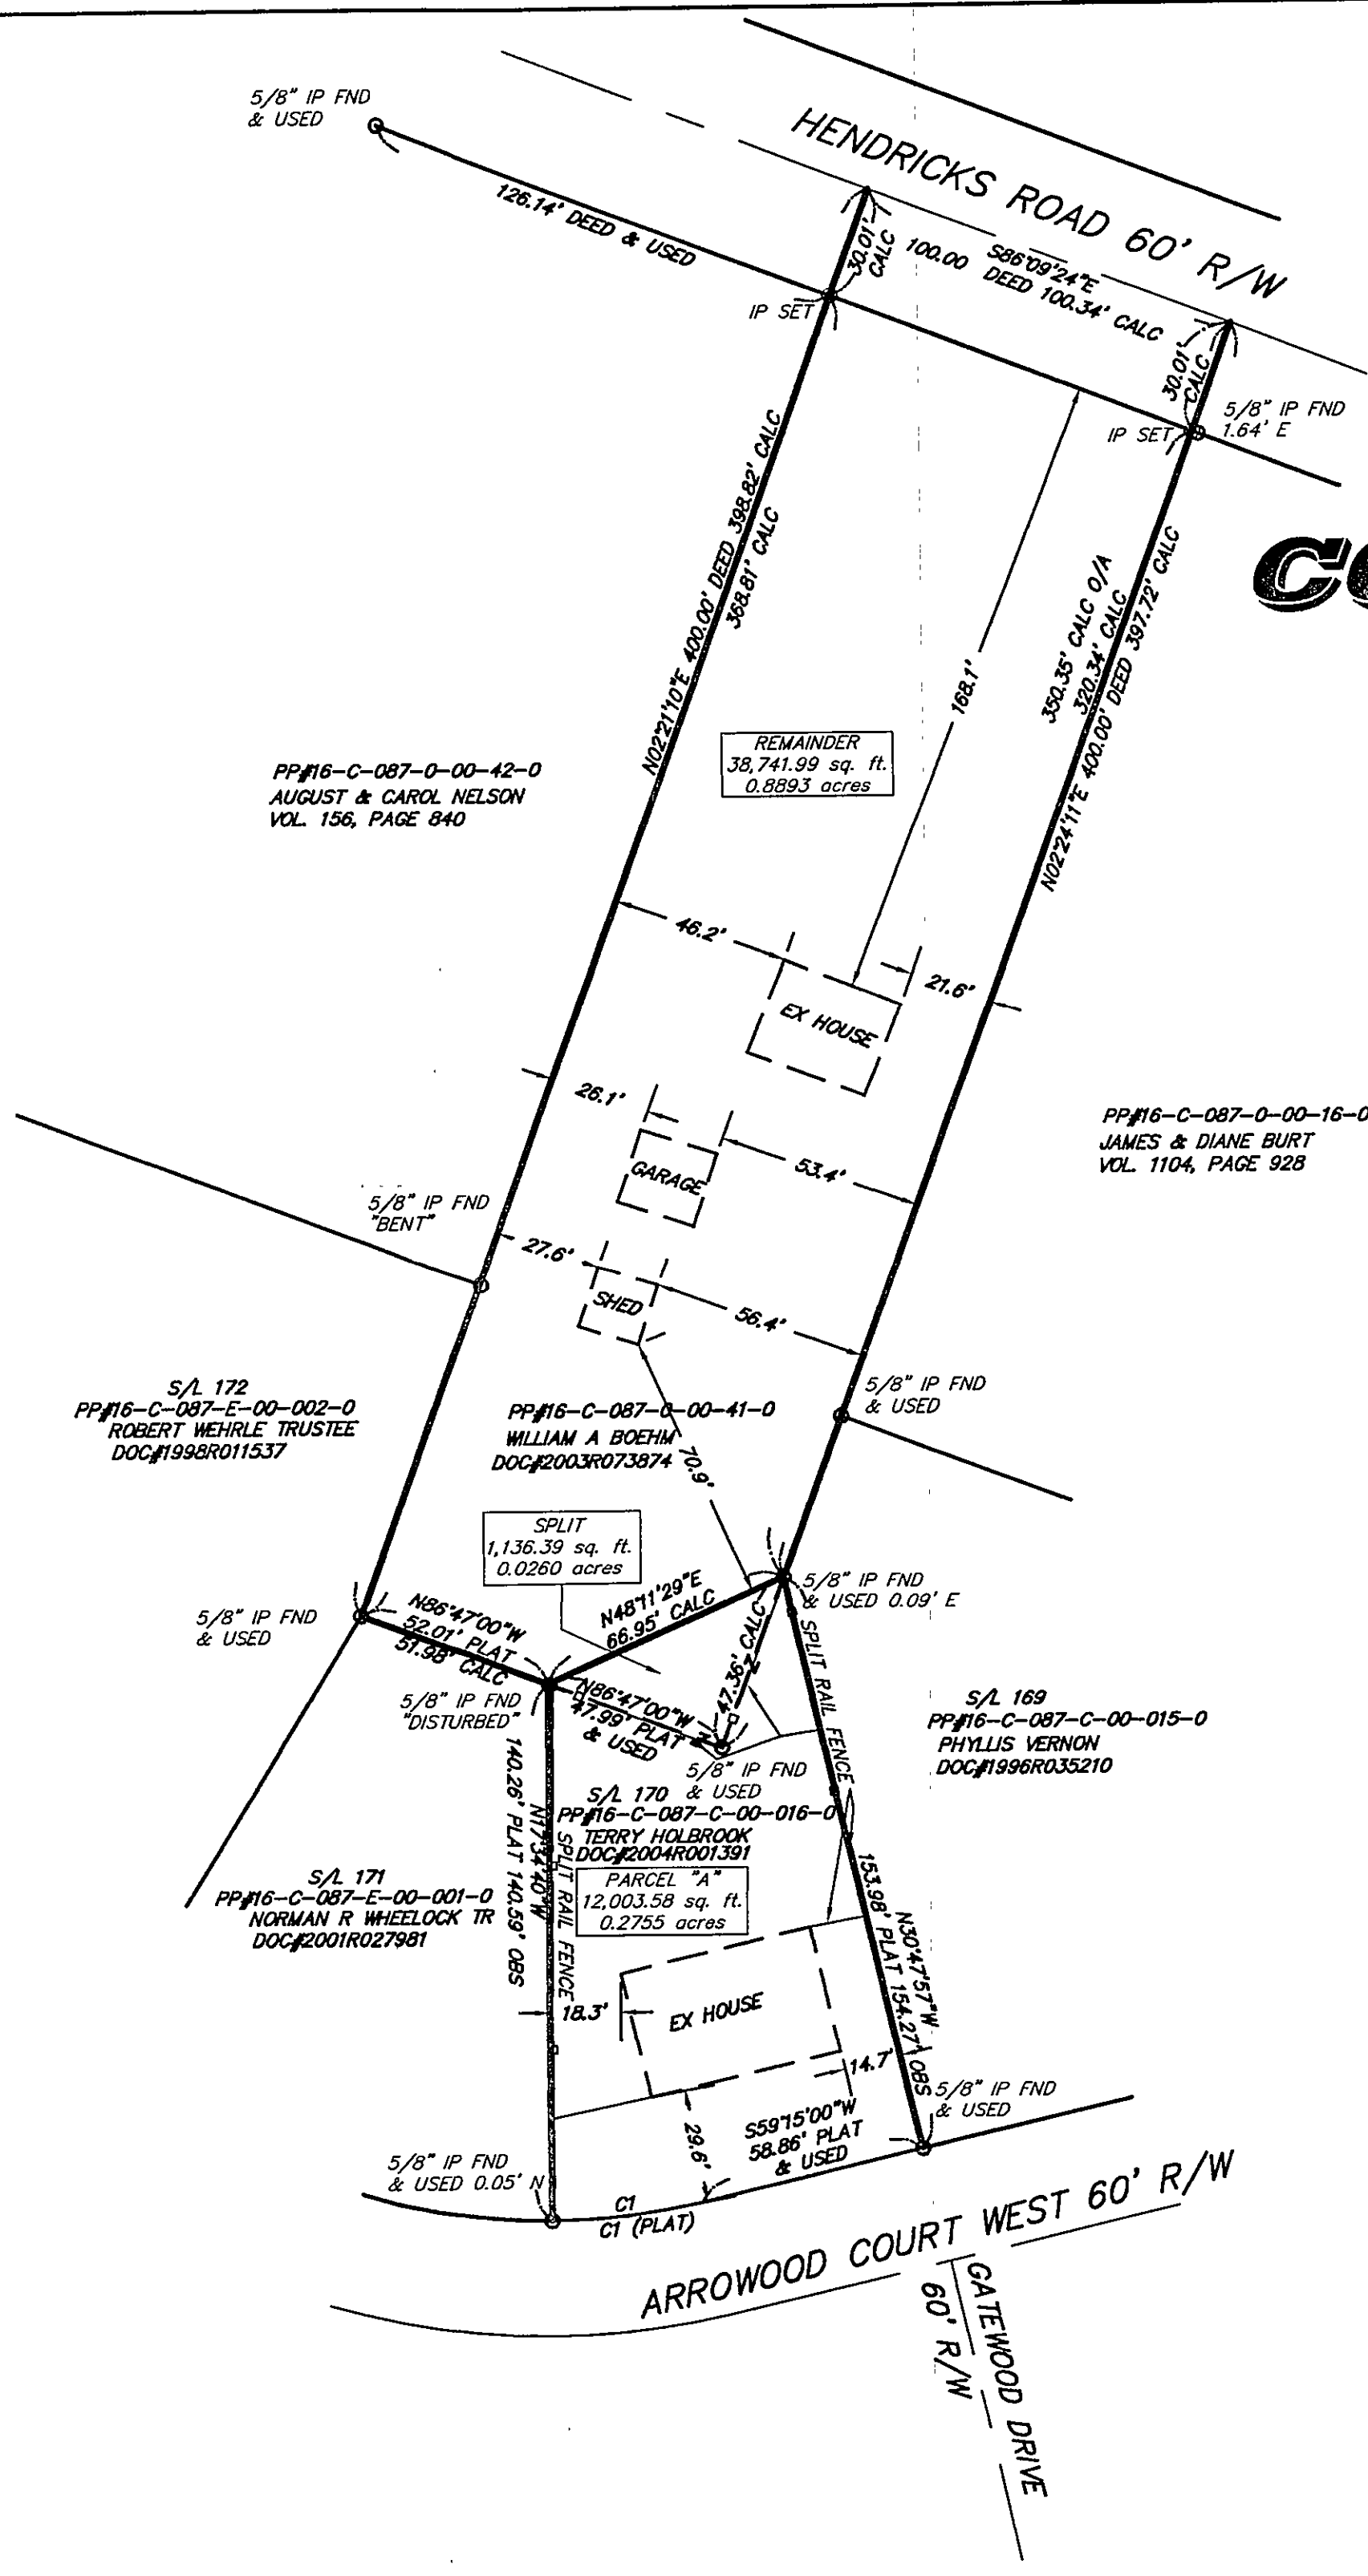 5/8" IP FND
& USED
HENDRICKS ROAD 60' R/W
126.14' DEED & USED
30.01'
CALC
S86°09'24"E
100.00 DEED 100.34' CALC
IP SET
30.01'
CALC
5/8" IP FND
1.64' E
IP SET
N02°21'10"E 400.00' DEED 398.82' CALC
368.81' CALC
350.35' CALC O/A
320.34' CALC
N02°24'11"E 400.00' DEED 397.72' CALC
168.1'
REMAINDER
38,741.99 sq. ft.
0.8893 acres
PP#16-C-087-0-00-42-0
AUGUST & CAROL NELSON
VOL. 156, PAGE 840
46.2'
21.6'
EX HOUSE
26.1'
GARAGE
53.4'
PP#16-C-087-0-00-16-0
JAMES & DIANE BURT
VOL. 1104, PAGE 928
5/8" IP FND
"BENT"
27.6'
SHED
56.4'
5/8" IP FND
& USED
S/L 172
PP#16-C-087-E-00-002-0
ROBERT WEHRLE TRUSTEE
DOC#1998R011537
PP#16-C-087-0-00-41-0
WILLIAM A BOEHM
DOC#2003R073874
70.9'
SPLIT
1,136.39 sq. ft.
0.0260 acres
5/8" IP FND
& USED
N86°47'00"W
52.01' PLAT
51.98' CALC
N48°11'29"E
66.95' CALC
5/8" IP FND
& USED 0.09' E
47.36' CALC
5/8" IP FND
"DISTURBED"
N86°47'00"W
47.99' PLAT
& USED
5/8" IP FND
& USED
SPLIT RAIL FENCE
S/L 169
PP#16-C-087-C-00-015-0
PHYLLIS VERNON
DOC#1996R035210
S/L 170
PP#16-C-087-C-00-016-0
TERRY HOLBROOK
DOC#2004R001391
PARCEL "A"
12,003.58 sq. ft.
0.2755 acres
140.26' PLAT 140.59' OBS
SPLIT RAIL FENCE
S/L 171
PP#16-C-087-E-00-001-0
NORMAN R WHEELOCK TR
DOC#2001R027981
N30°47'57"W
153.98' PLAT 154.27' OBS
18.3'
EX HOUSE
14.7'
29.6'
S59°15'00"W
58.86' PLAT
& USED
5/8" IP FND
& USED
5/8" IP FND
& USED 0.05' N
C1
C1 (PLAT)
ARROWOOD COURT WEST 60' R/W
GATEWOOD DRIVE
60' R/W